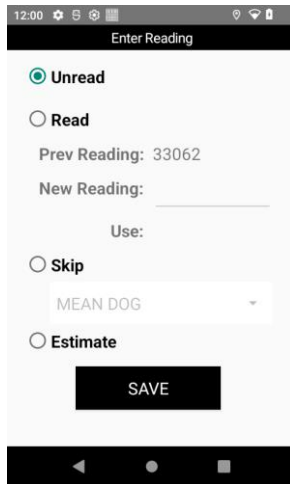 12:00
Enter Reading
Unread
Read
Prev Reading: 33062
New Reading:
Use:
Skip
MEAN DOG
Estimate
SAVE